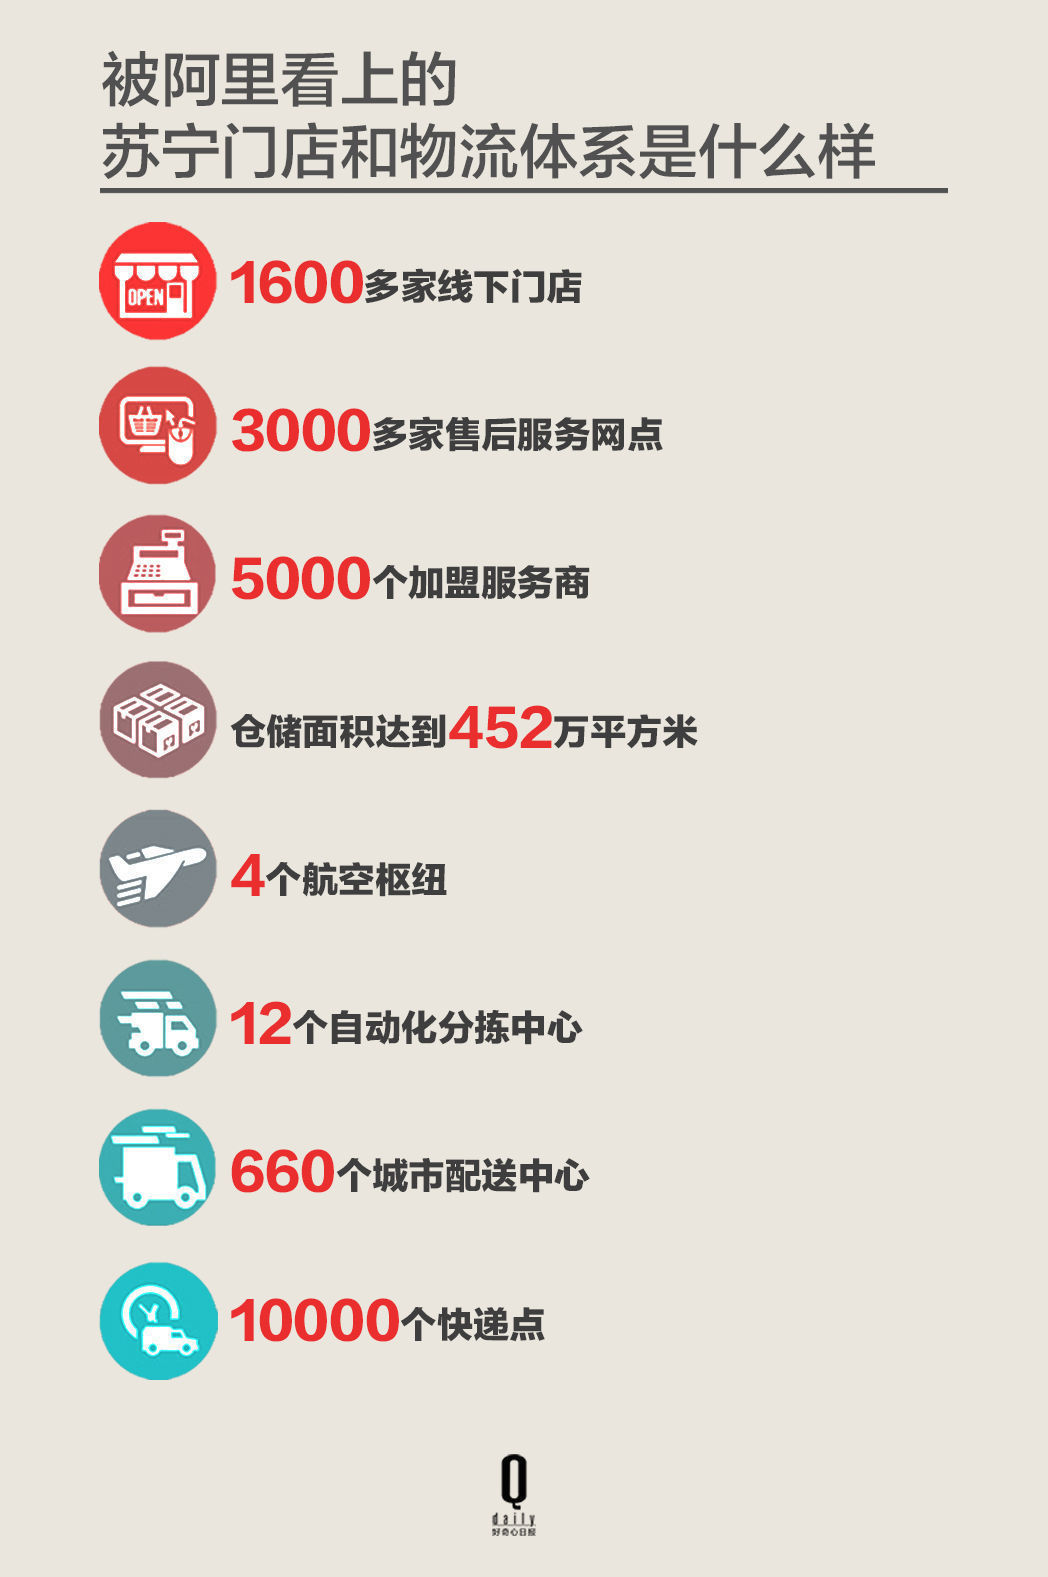 被阿里看上的
苏宁门店和物流体系是什么样
OPEN
1600多家线下门店
3000多家售后服务网点
5000个加盟服务商
仓储面积达到452万平方米
4个航空枢纽
12个自动化分拣中心
660个城市配送中心
10000个快递点
Q
daily
好奇心日报